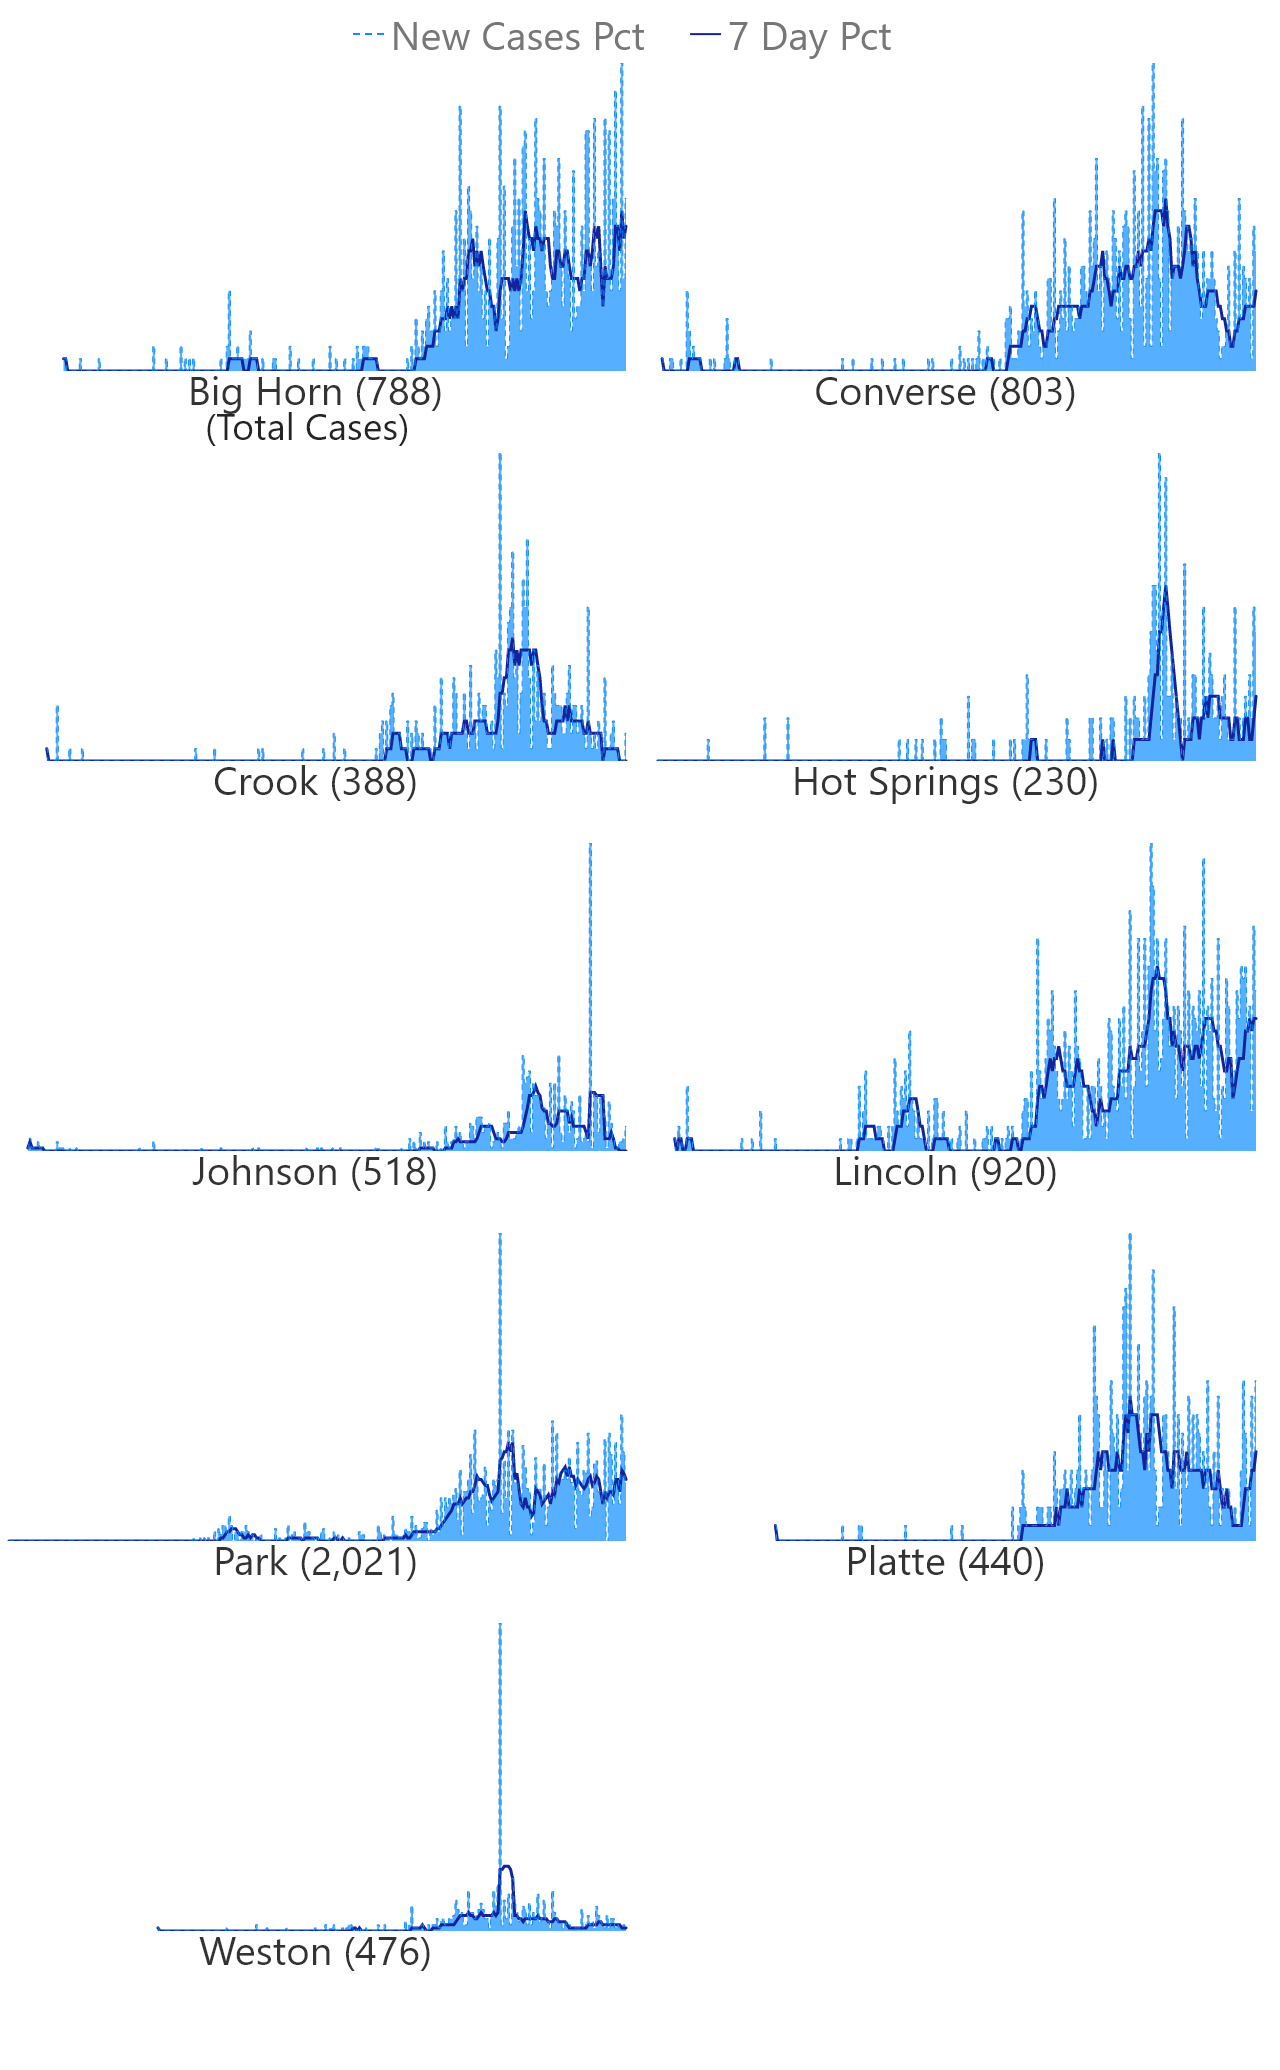 New Cases Pct 7 Day Pct
Big Horn (788) Converse (803)
(Total Cases)
Crook (388) Hot Springs (230)
Johnson (518) Lincoln (920)
Park (2,021) Platte (440)
Weston (476)